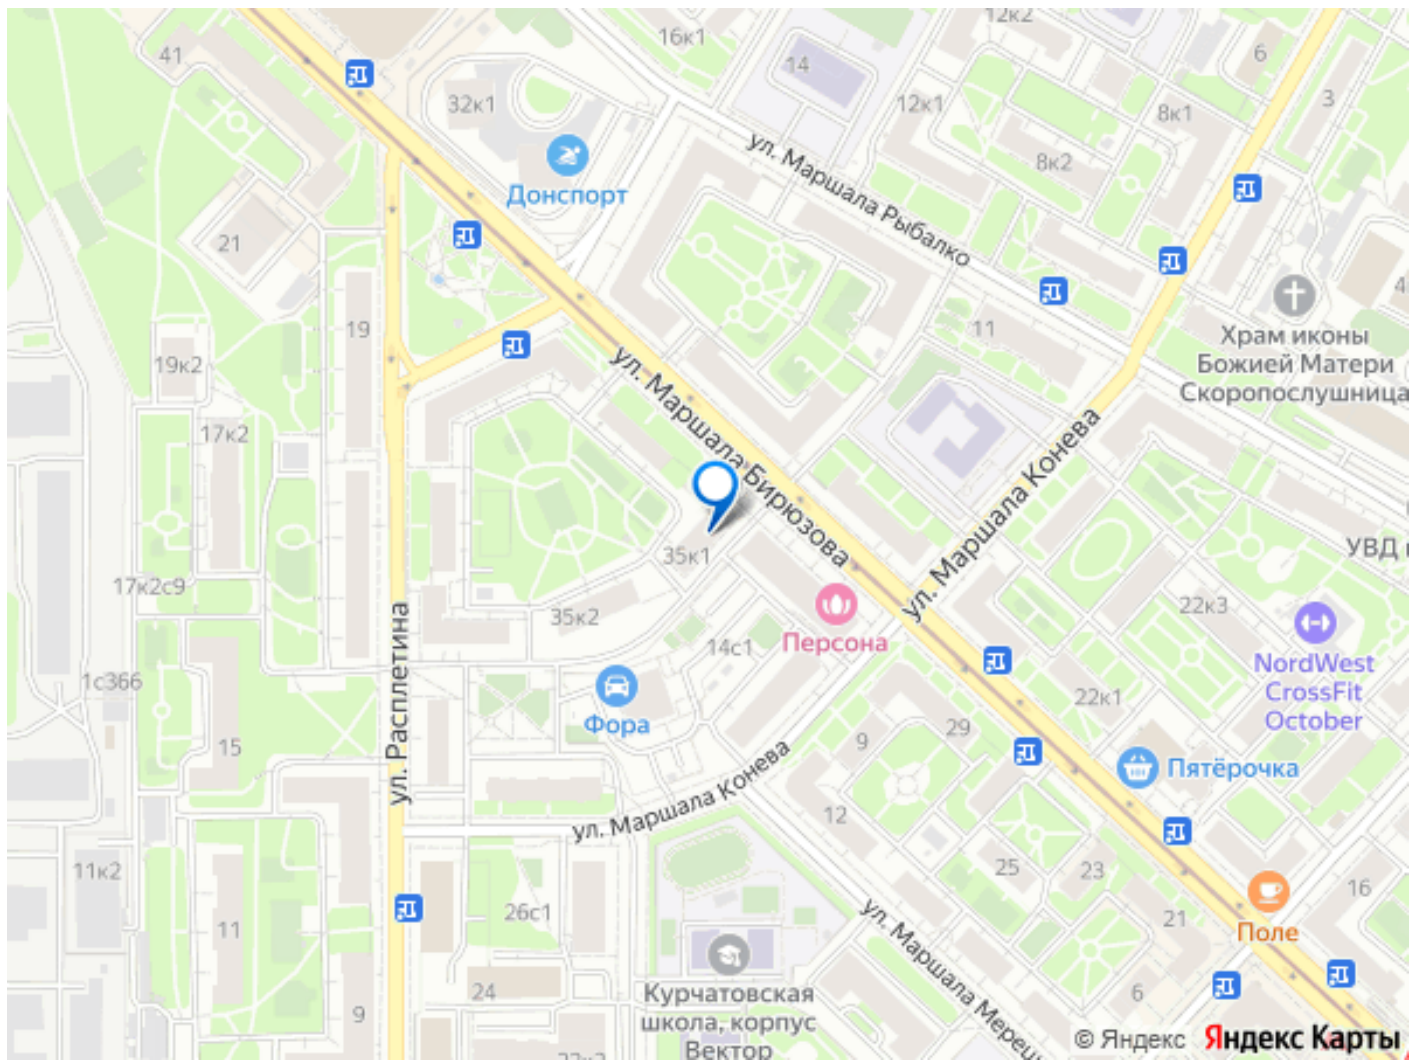 12к2
16к1
41
14
6
3
32к1
12к1
8к1
8к2
ул. Маршала Рыбалко
Донспорт
21
4
19
11
Храм иконы
Божией Матери
Скоропослушница
19к2
ул. Маршала Бирюзова
17к2
ул. Маршала Конева
35к1
УВД
17к2с9
35к2
22к3
Персона
14с1
NordWest
CrossFit
October
1с36б
ул. Расплетина
22к1
Фора
29
9
15
Пятёрочка
ул. Маршала Конева
12
11к2
25
23
16
26с1
21
11
Поле
ул. Маршала Мерец
24
6
Курчатовская
школа, корпус
Вектор
9
© Яндекс Яндекс Карты